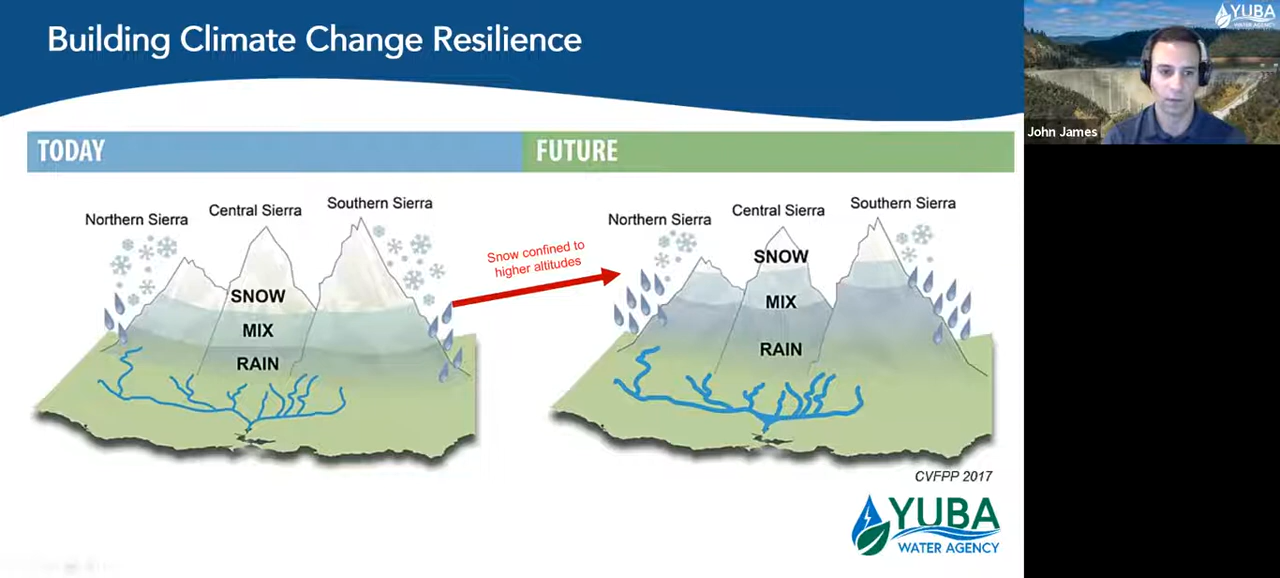 Building Climate Change Resilience
YUBA
WATER AGENCY
John James
TODAY
FUTURE
Northern Sierra
Central Sierra
Southern Sierra
SNOW
MIX
RAIN
Snow confined to
higher altitudes
Northern Sierra
Central Sierra
Southern Sierra
SNOW
MIX
RAIN
CVFPP 2017
YUBA
WATER AGENCY